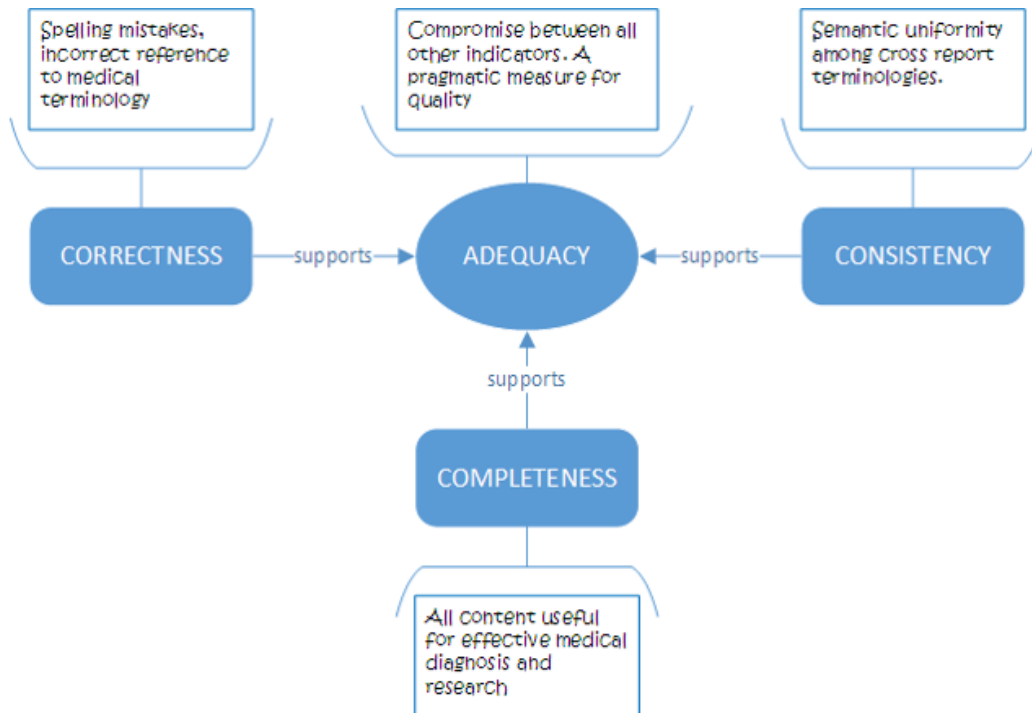 Spelling mistakes,
incorrect reference
to medical
terminology
Compromise between all
other indicators. A
pragmatic measure for
quality
Semantic uniformity
among cross report
terminologies.
CORRECTNESS
supports
ADEQUACY
supports
CONSISTENCY
supports
COMPLETENESS
All content useful
for effective medical
diagnosis and
research